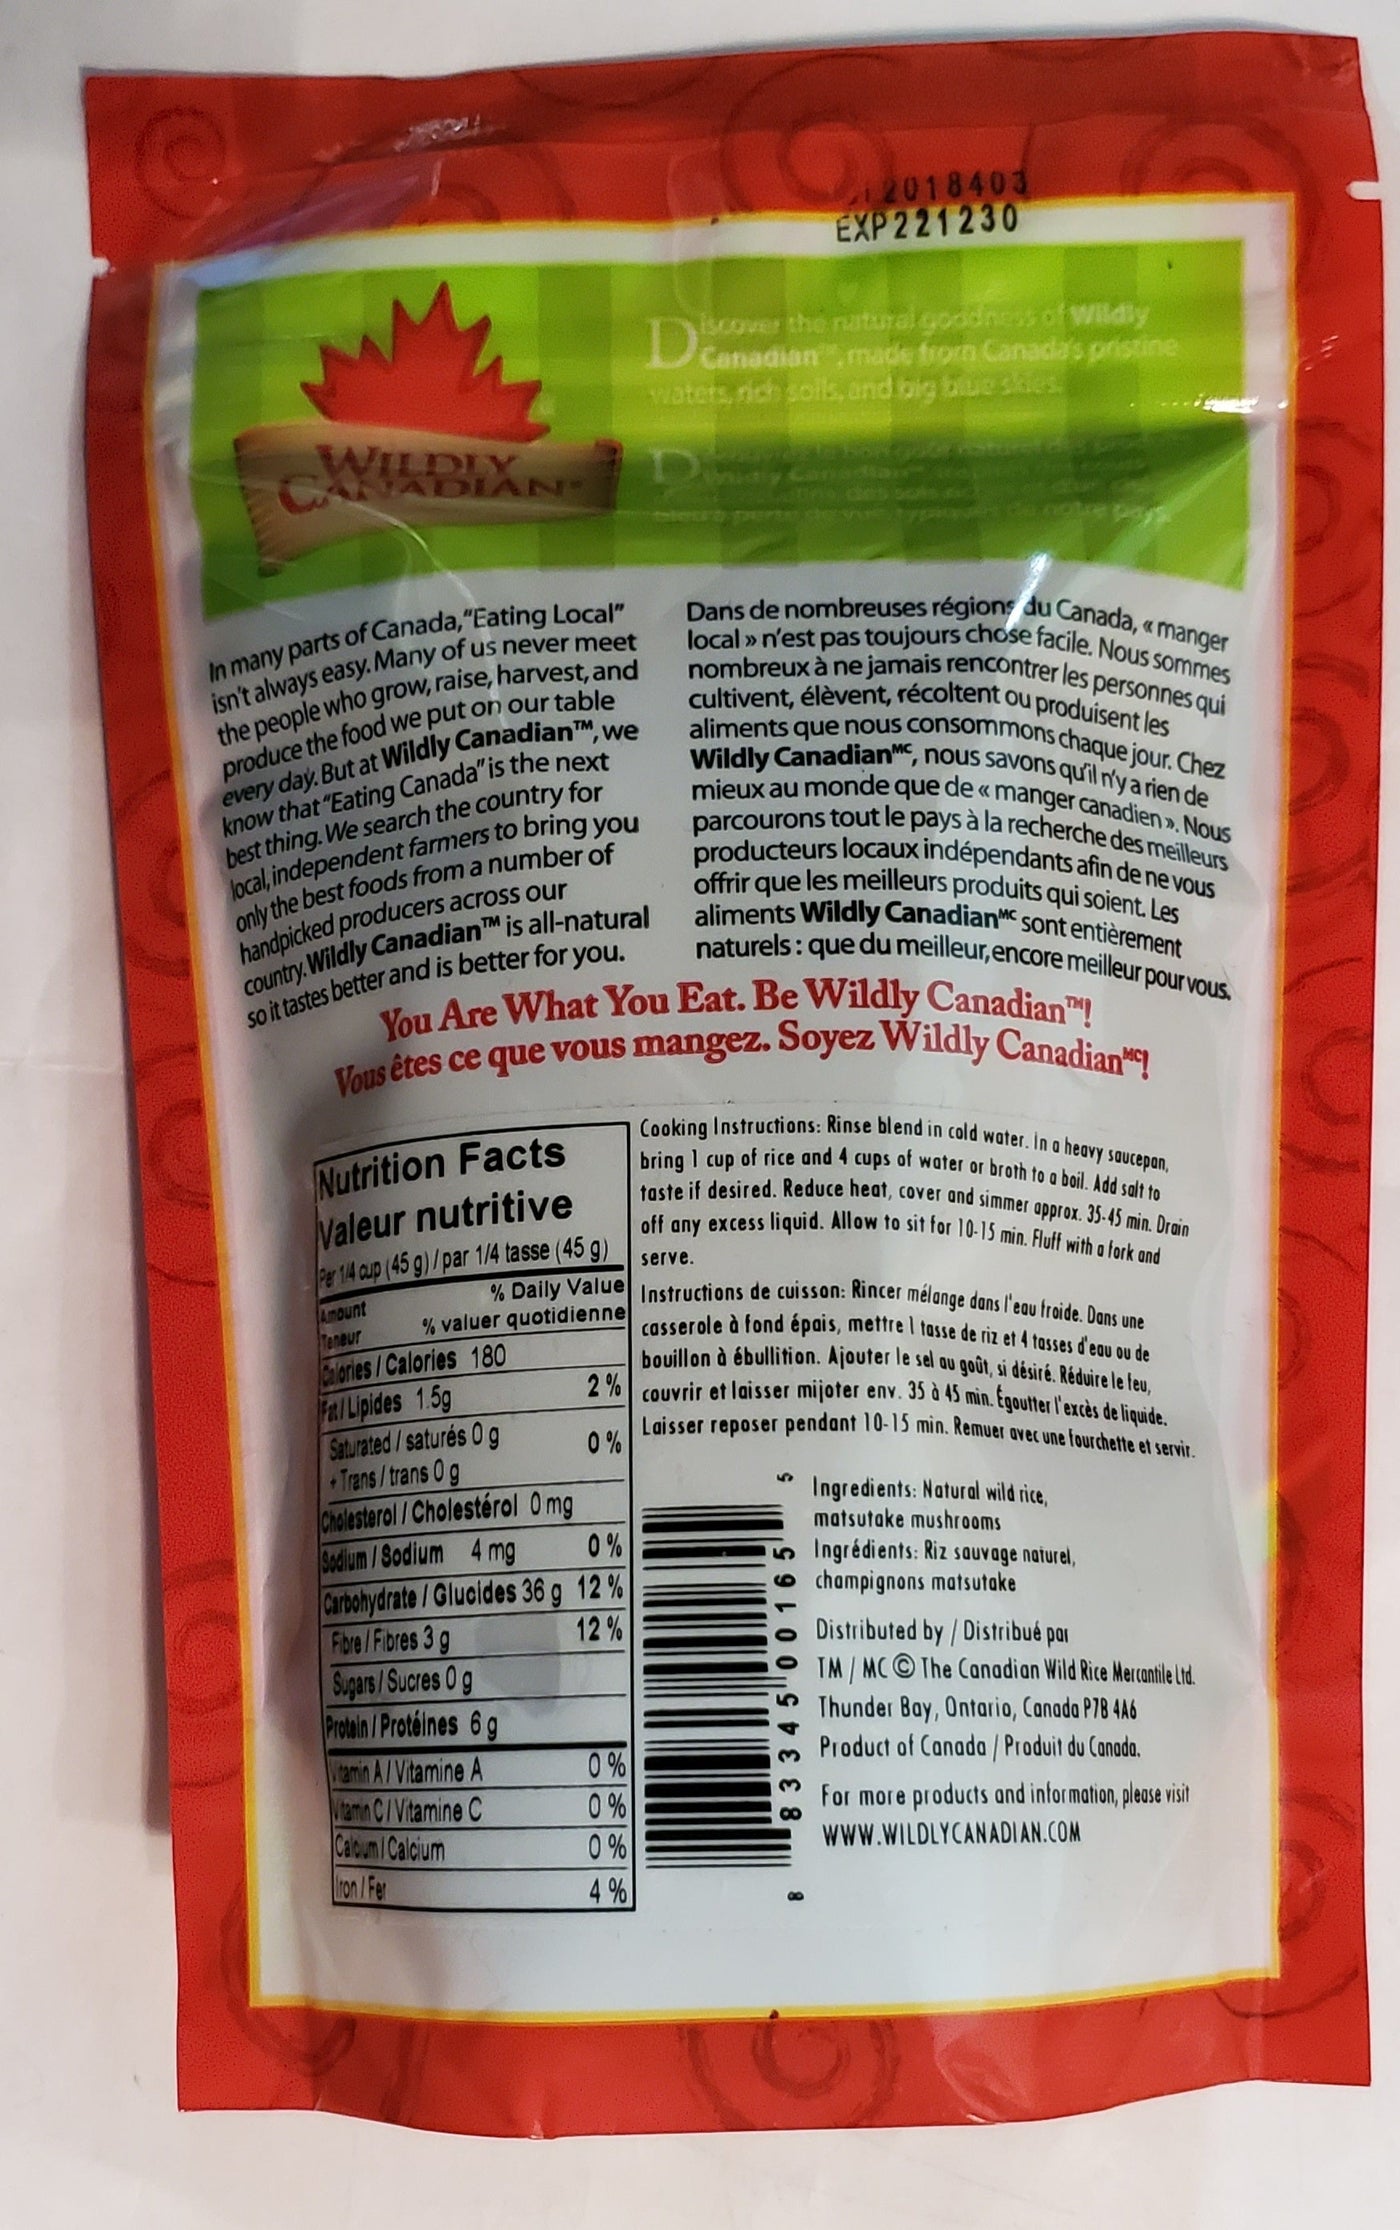 2018403
EXP221230
WILDLY
CANADIAN
Discover the natural goodness of Wildly
Canadian™, made from Canada's pristine
waters, rich soils, and big blue skies.
In many parts of Canada,"Eating Local"
isn't always easy. Many of us never meet
the people who grow, raise, harvest, and
produce the food we put on our table
every day. But at Wildly Canadian™, we
know that "Eating Canada" is the next
best thing. We search the country for
local, independent farmers to bring you
only the best foods from a number of
handpicked producers across our
country. Wildly Canadian™ is all-natural
so it tastes better and is better for you.
Dans de nombreuses régions du Canada, « manger
local » n'est pas toujours chose facile. Nous sommes
nombreux à ne jamais rencontrer les personnes qui
cultivent, élèvent, récoltent ou produisent les
aliments que nous consommons chaque jour. Chez
Wildly Canadianᴹᶜ, nous savons qu'il n'y a rien de
mieux au monde que de « manger canadien ». Nous
parcourons tout le pays à la recherche des meilleurs
producteurs locaux indépendants afin de ne vous
offrir que les meilleurs produits qui soient. Les
aliments Wildly Canadianᴹᶜ sont entièrement
naturels : que du meilleur, encore meilleur pour vous.
You Are What You Eat. Be Wildly Canadian™!
Vous êtes ce que vous mangez. Soyez Wildly Canadianᴹᶜ!
Nutrition Facts
Valeur nutritive
Per 1/4 cup (45 g) / par 1/4 tasse (45 g)
Amount % Daily Value
Teneur % valuer quotidienne
Calories / Calories 180
Fat / Lipides 1.5g 2 %
Saturated / saturés 0 g 0 %
+ Trans / trans 0 g
Cholesterol / Cholestérol 0 mg
Sodium / Sodium 4 mg 0 %
Carbohydrate / Glucides 36 g 12 %
Fibre / Fibres 3 g 12 %
Sugars / Sucres 0 g
Protein / Protéines 6 g
Vitamin A / Vitamine A 0 %
Vitamin C / Vitamine C 0 %
Calcium / Calcium 0 %
Iron / Fer 4 %
Cooking Instructions: Rinse blend in cold water. In a heavy saucepan,
bring 1 cup of rice and 4 cups of water or broth to a boil. Add salt to
taste if desired. Reduce heat, cover and simmer approx. 35-45 min. Drain
off any excess liquid. Allow to sit for 10-15 min. Fluff with a fork and
serve.
Instructions de cuisson: Rincer mélange dans l'eau froide. Dans une
casserole à fond épais, mettre 1 tasse de riz et 4 tasses d'eau ou de
bouillon à ébullition. Ajouter le sel au goût, si désiré. Réduire le feu,
couvrir et laisser mijoter env. 35 à 45 min. Égoutter l'excès de liquide.
Laisser reposer pendant 10-15 min. Remuer avec une fourchette et servir.
8 83345 00165 5
Ingredients: Natural wild rice,
matsutake mushrooms
Ingrédients: Riz sauvage naturel,
champignons matsutake
Distributed by / Distribué par
TM / MC © The Canadian Wild Rice Mercantile Ltd.
Thunder Bay, Ontario, Canada P7B 4A6
Product of Canada / Produit du Canada.
For more products and information, please visit
WWW.WILDLYCANADIAN.COM